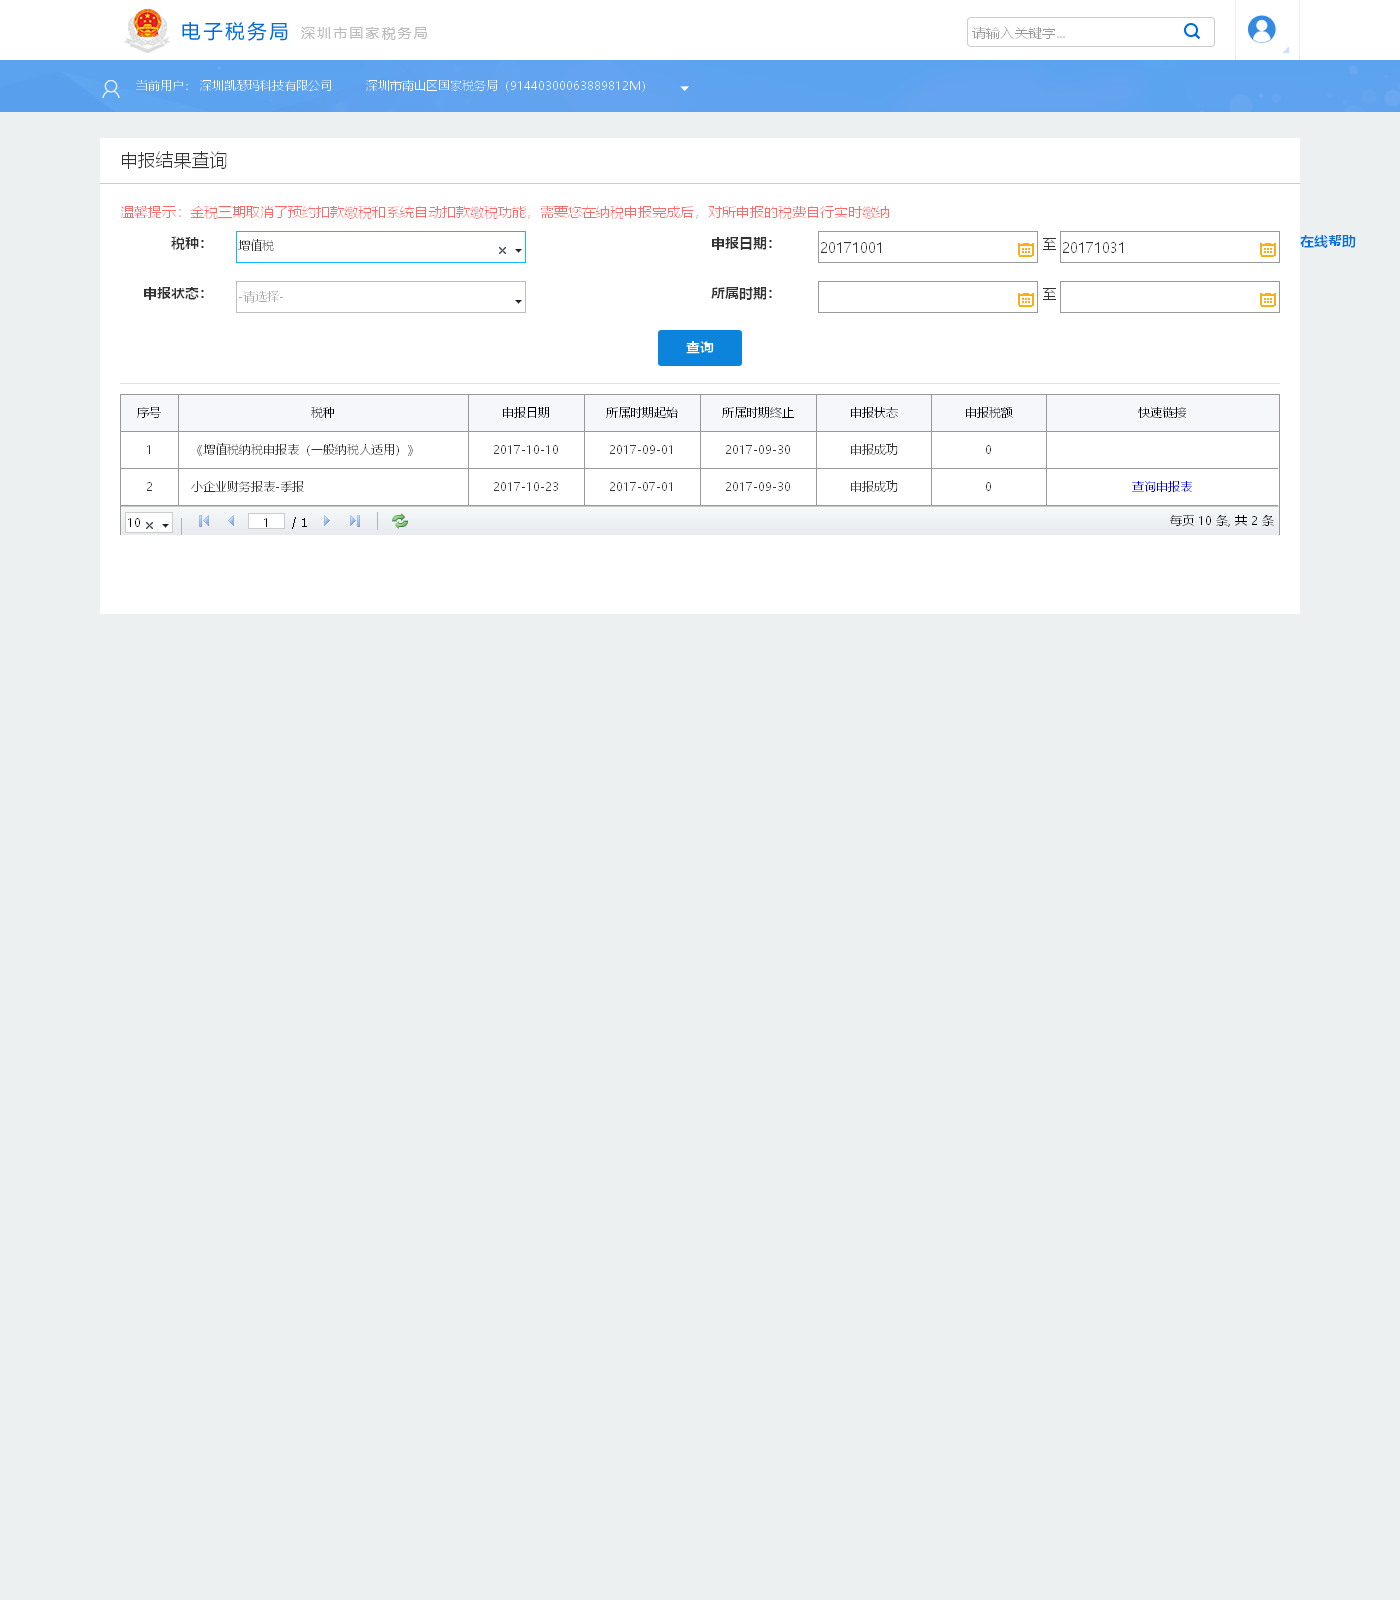 电子税务局 深圳市国家税务局 请输入关键字...
当前用户： 深圳凯瑟玛科技有限公司 深圳市南山区国家税务局（91440300063889812M）
申报结果查询
温馨提示：金税三期取消了预约扣款缴税和系统自动扣款缴税功能，需要您在纳税申报完成后，对所申报的税费自行实时缴纳
税种： 增值税 申报日期： 20171001 至 20171031 在线帮助
申报状态： -请选择- 所属时期： 至
查询
序号 税种 申报日期 所属时期起始 所属时期终止 申报状态 申报税额 快速链接
1 《增值税纳税申报表（一般纳税人适用）》 2017-10-10 2017-09-01 2017-09-30 申报成功 0
2 小企业财务报表-季报 2017-10-23 2017-07-01 2017-09-30 申报成功 0 查询申报表
10 1 / 1 每页 10 条, 共 2 条